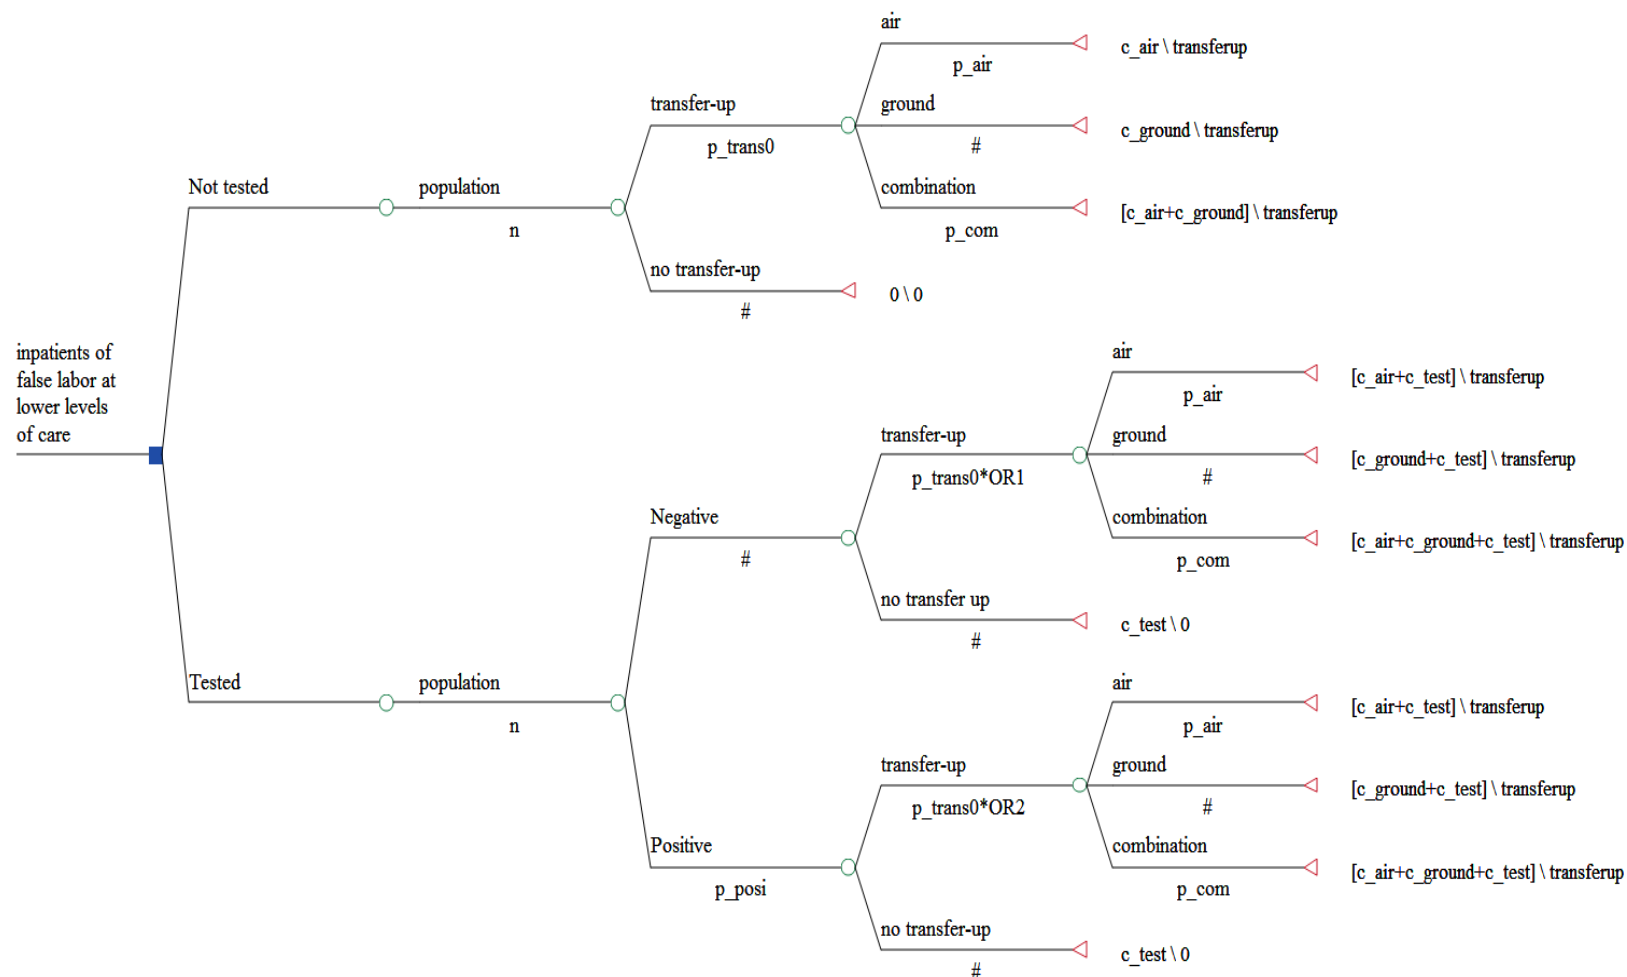 air
c_air \ transferup
p_air
transfer-up
ground
c_ground \ transferup
p_trans0
#
Not tested
population
combination
[c_air+c_ground] \ transferup
n
p_com
no transfer-up
0 \ 0
#
inpatients of
false labor at
lower levels
of care
air
[c_air+c_test] \ transferup
p_air
transfer-up
ground
[c_ground+c_test] \ transferup
p_trans0*OR1
#
Negative
combination
[c_air+c_ground+c_test] \ transferup
#
p_com
no transfer up
c_test \ 0
#
Tested
population
air
[c_air+c_test] \ transferup
n
p_air
transfer-up
ground
[c_ground+c_test] \ transferup
p_trans0*OR2
#
Positive
combination
[c_air+c_ground+c_test] \ transferup
p_posi
p_com
no transfer-up
c_test \ 0
#